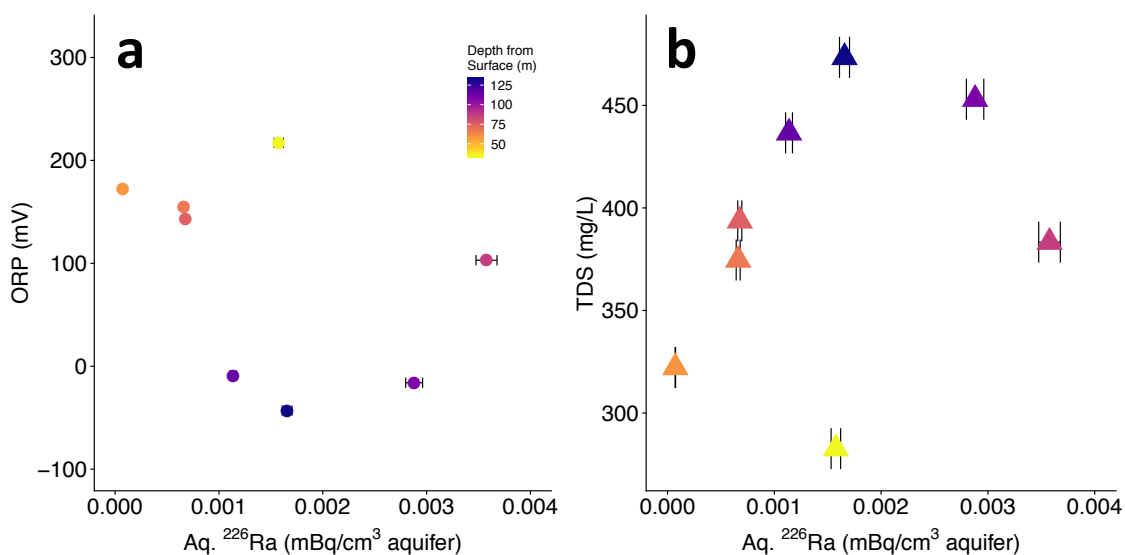 a
300
200
100
0
−100
ORP (mV)
0.000 0.001 0.002 0.003 0.004
Aq. ²²⁶Ra (mBq/cm³ aquifer)
Depth from
Surface (m)
125
100
75
50
b
450
400
350
300
TDS (mg/L)
0.000 0.001 0.002 0.003 0.004
Aq. ²²⁶Ra (mBq/cm³ aquifer)